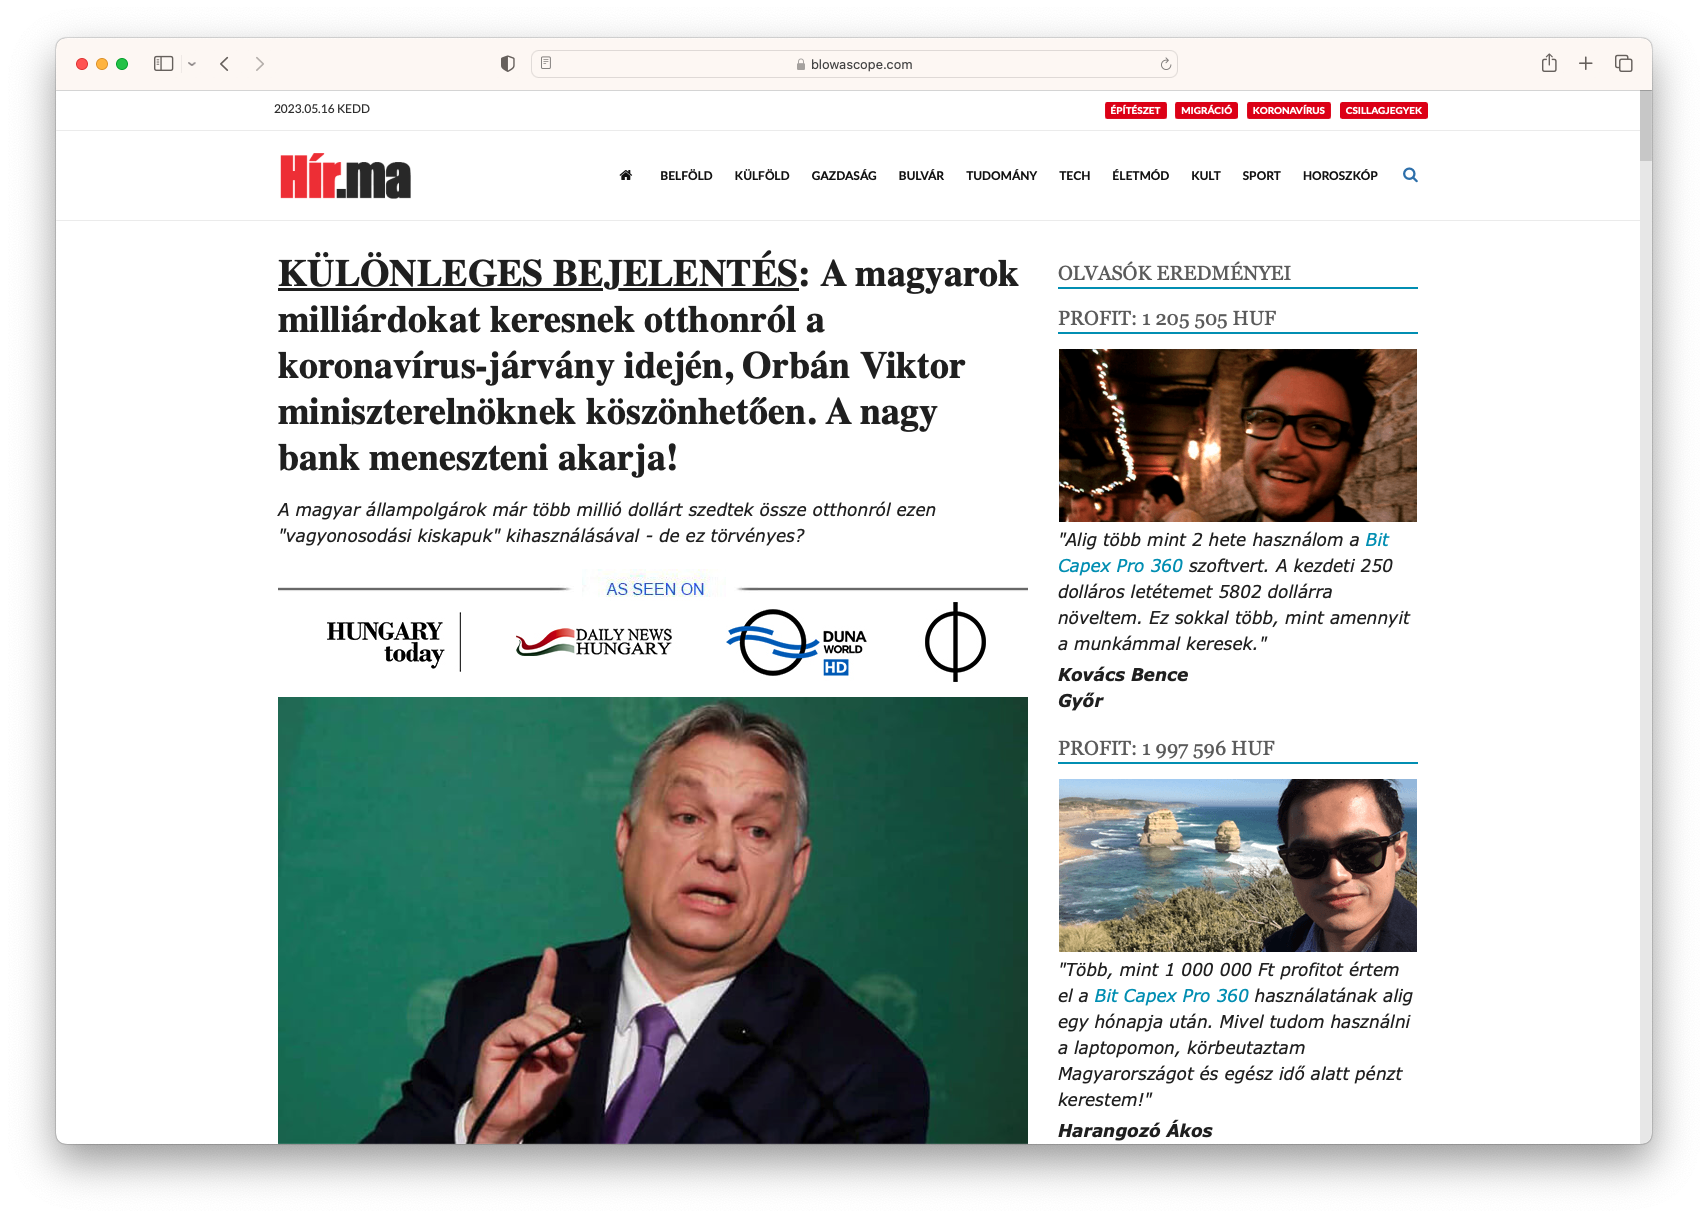 blowascope.com
2023.05.16 KEDD
ÉPÍTÉSZET MIGRÁCIÓ KORONAVÍRUS CSILLAGJEGYEK
Hír.ma
BELFÖLD KÜLFÖLD GAZDASÁG BULVÁR TUDOMÁNY TECH ÉLETMÓD KULT SPORT HOROSZKÓP
KÜLÖNLEGES BEJELENTÉS: A magyarok
milliárdokat keresnek otthonról a
koronavírus-járvány idején, Orbán Viktor
miniszterelnöknek köszönhetően. A nagy
bank meneszteni akarja!
A magyar állampolgárok már több millió dollárt szedtek össze otthonról ezen
"vagyonosodási kiskapuk" kihasználásával - de ez törvényes?
AS SEEN ON
HUNGARY
today
DAILY NEWS
HUNGARY
DUNA
WORLD
HD
OLVASÓK EREDMÉNYEI
PROFIT: 1 205 505 HUF
"Alig több mint 2 hete használom a Bit
Capex Pro 360 szoftvert. A kezdeti 250
dolláros letétemet 5802 dollárra
növeltem. Ez sokkal több, mint amennyit
a munkámmal keresek."
Kovács Bence
Győr
PROFIT: 1 997 596 HUF
"Több, mint 1 000 000 Ft profitot értem
el a Bit Capex Pro 360 használatának alig
egy hónapja után. Mivel tudom használni
a laptopomon, körbeutaztam
Magyarországot és egész idő alatt pénzt
kerestem!"
Harangozó Ákos